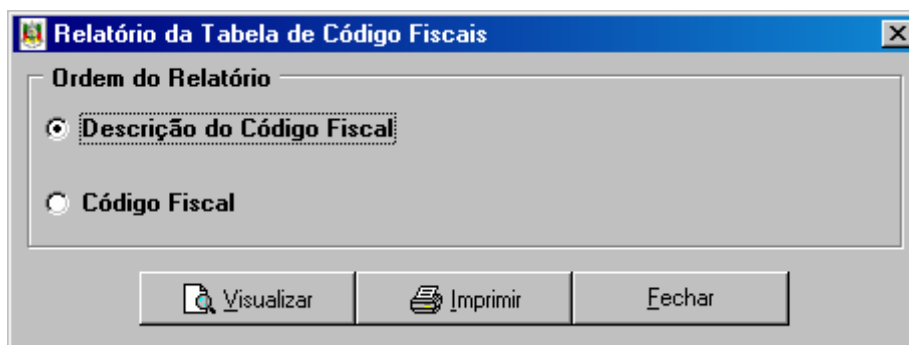 Relatório da Tabela de Código Fiscais
Ordem do Relatório
Descrição do Código Fiscal
Código Fiscal
Visualizar Imprimir Fechar